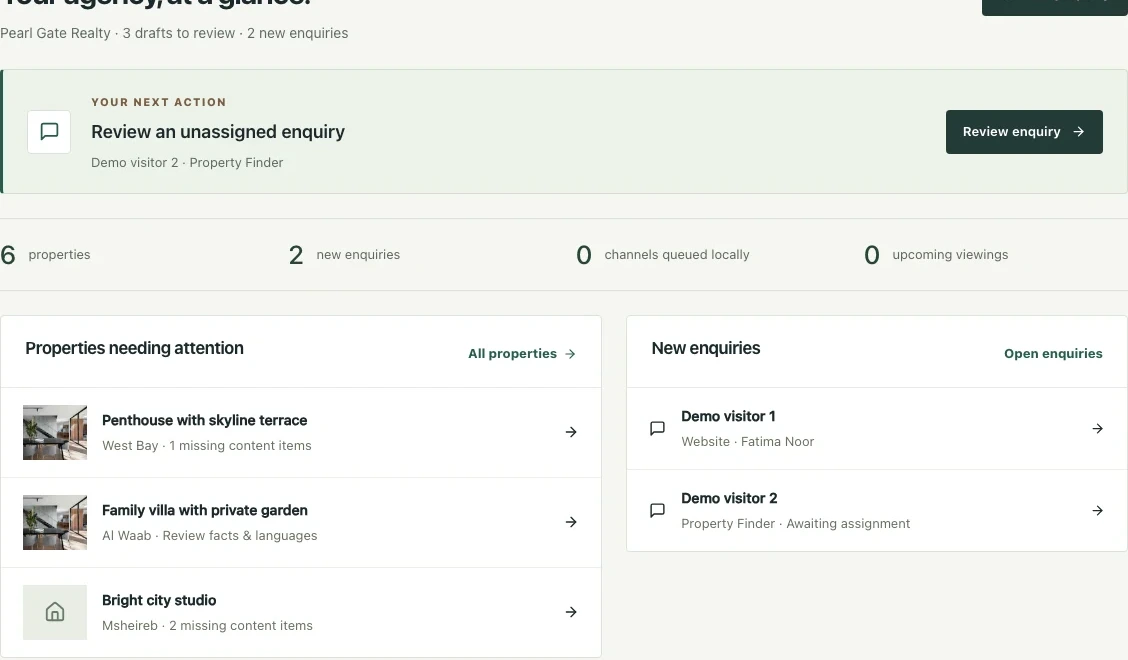 Your agency, at a glance.
Pearl Gate Realty · 3 drafts to review · 2 new enquiries
YOUR NEXT ACTION
Review an unassigned enquiry
Demo visitor 2 · Property Finder
Review enquiry →
6 properties
2 new enquiries
0 channels queued locally
0 upcoming viewings
Properties needing attention
All properties →
Penthouse with skyline terrace
West Bay · 1 missing content items
Family villa with private garden
Al Waab · Review facts & languages
Bright city studio
Msheireb · 2 missing content items
New enquiries
Open enquiries
Demo visitor 1
Website · Fatima Noor
Demo visitor 2
Property Finder · Awaiting assignment